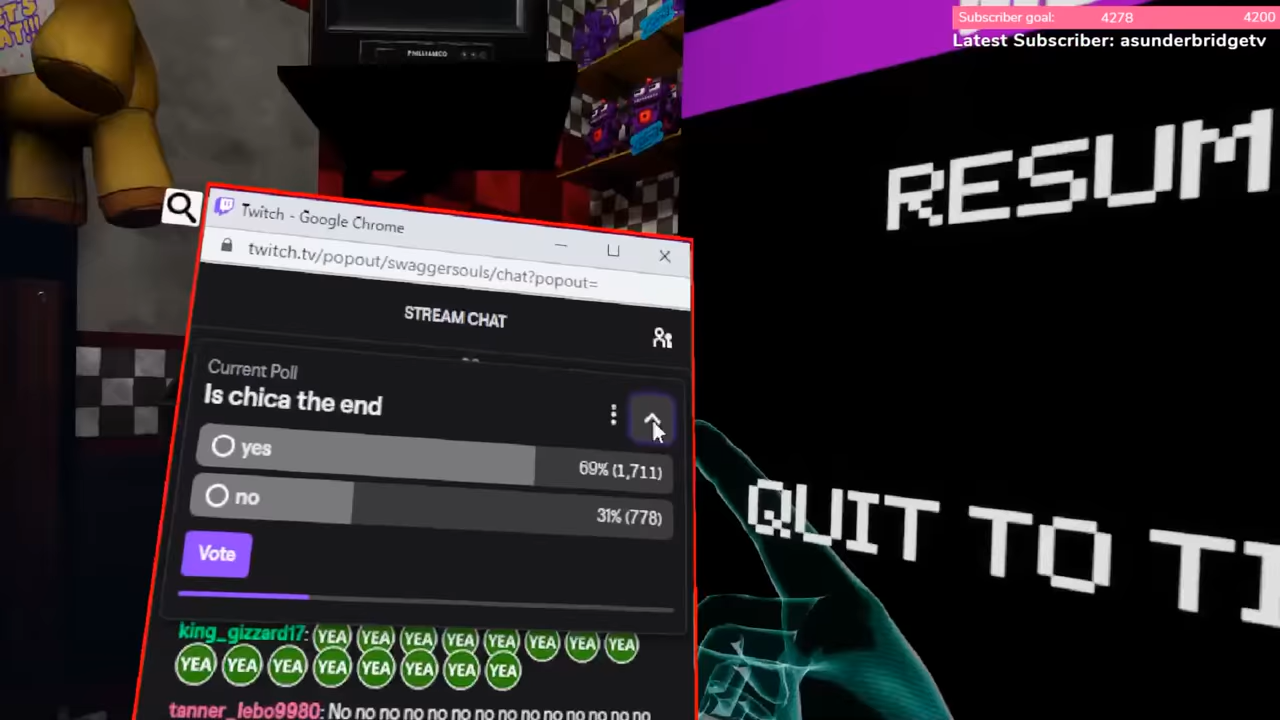 Subscriber goal: 4278 4200
Latest Subscriber: asunderbridgetv
PHILLIAMCO
RESUM
Twitch - Google Chrome
twitch.tv/popout/swaggersouls/chat?popout=
STREAM CHAT
Current Poll
Is chica the end
yes 69% (1,711)
no 31% (778)
Vote
QUIT TO TI
king_gizzard17: YEA YEA YEA YEA YEA YEA YEA YEA
YEA YEA YEA YEA YEA YEA YEA YEA
tanner_lebo9980: No no no no no no no no no no no no no